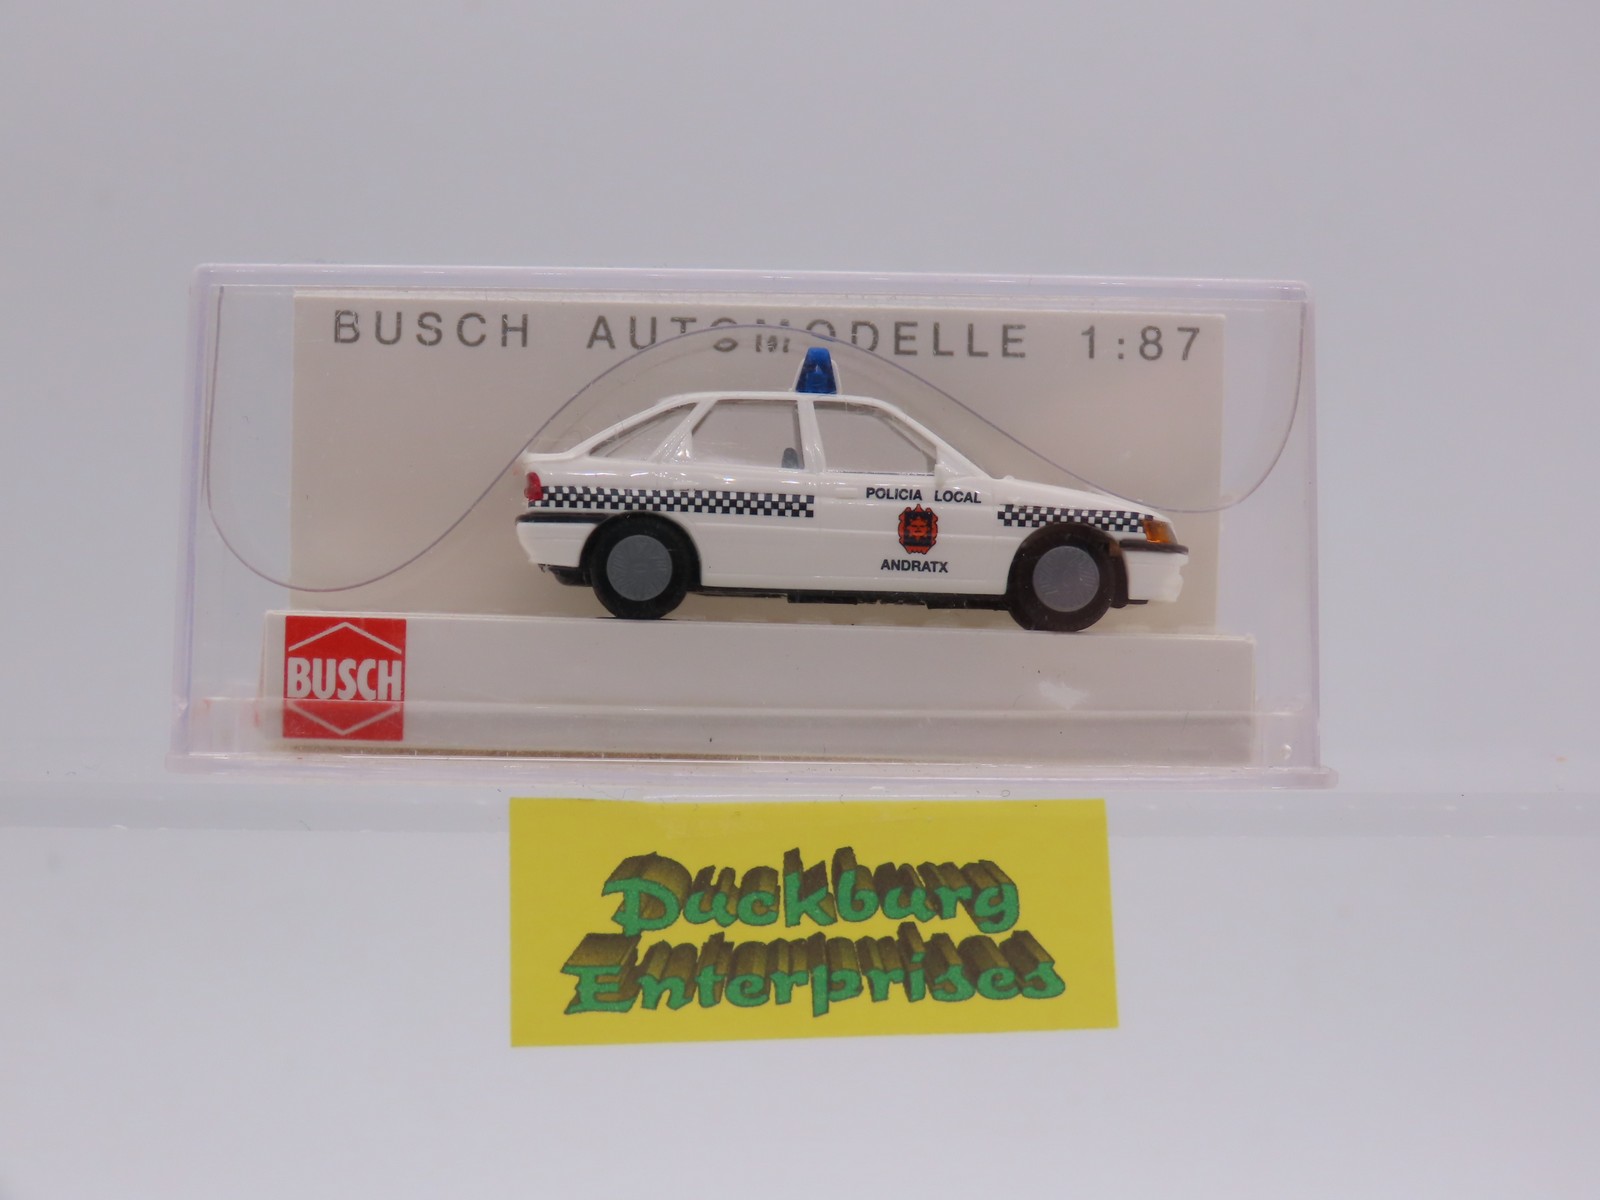 BUSCH AUTOMODELLE 1:87
POLICIA LOCAL
ANDRATX
BUSCH
Duckburg
Enterprises